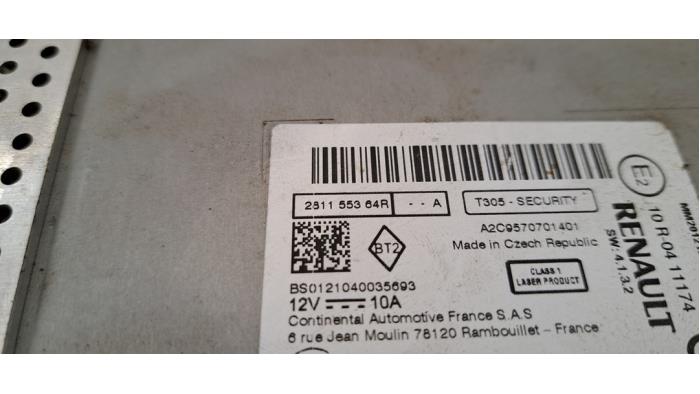 2811 553 64R - - A T305 - SECURITY
BT2
A2C9570701401
Made in Czech Republic
BS0121040035693
12V 10A
CLASS 1
LASER PRODUCT
Continental Automotive France S.A.S
6 rue Jean Moulin 78120 Rambouillet - France
E2
10 R-04 11174
RENAULT
SW: 4.1.3.2